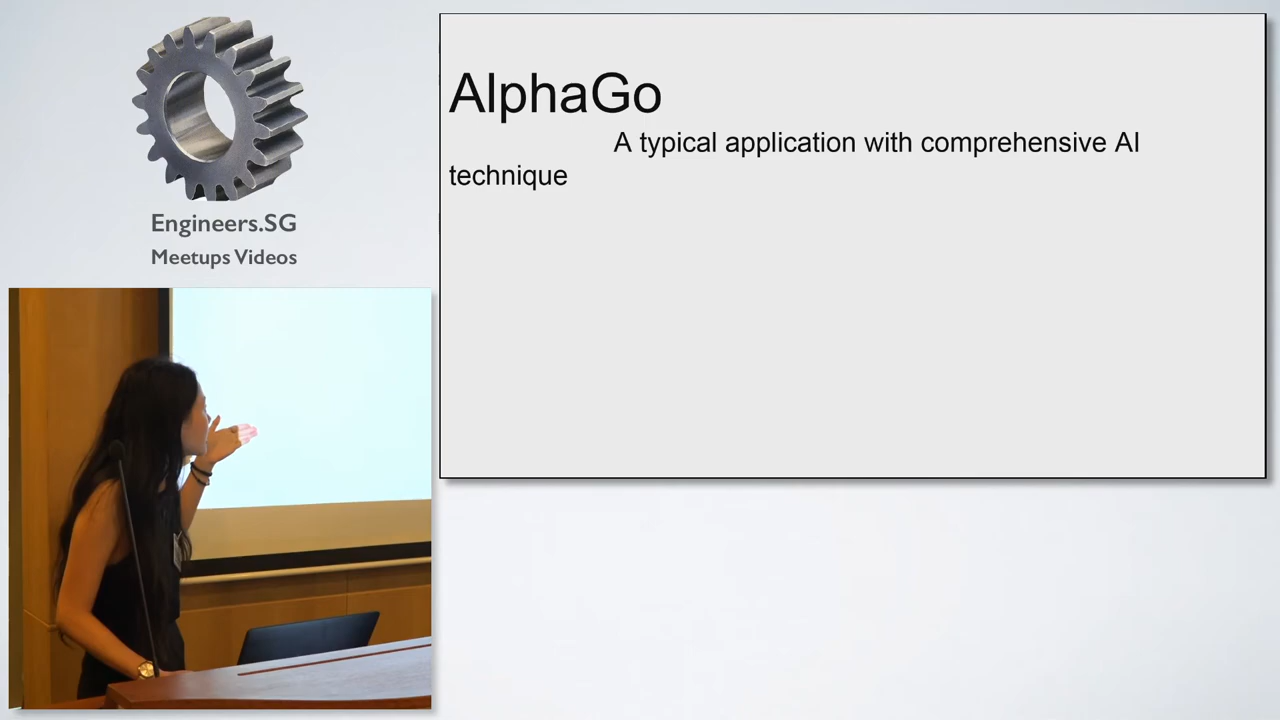 Engineers.SG
Meetups Videos
AlphaGo
A typical application with comprehensive AI
technique